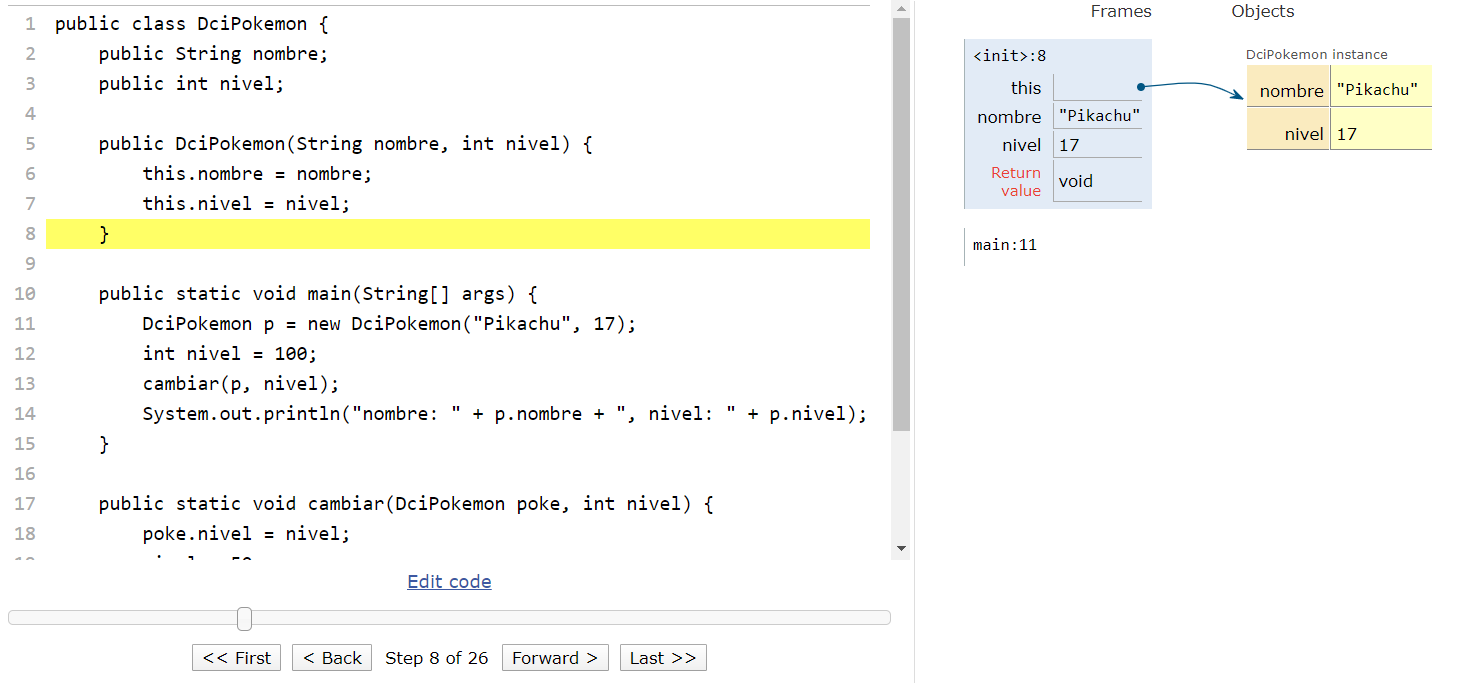 1 public class DciPokemon {
2 public String nombre;
3 public int nivel;
4
5 public DciPokemon(String nombre, int nivel) {
6 this.nombre = nombre;
7 this.nivel = nivel;
8 }
9
10 public static void main(String[] args) {
11 DciPokemon p = new DciPokemon("Pikachu", 17);
12 int nivel = 100;
13 cambiar(p, nivel);
14 System.out.println("nombre: " + p.nombre + ", nivel: " + p.nivel);
15 }
16
17 public static void cambiar(DciPokemon poke, int nivel) {
18 poke.nivel = nivel;
Edit code
<< First
< Back
Step 8 of 26
Forward >
Last >>
Frames
Objects
<init>:8
this
nombre "Pikachu"
nivel 17
Return
value
void
main:11
DciPokemon instance
nombre "Pikachu"
nivel 17